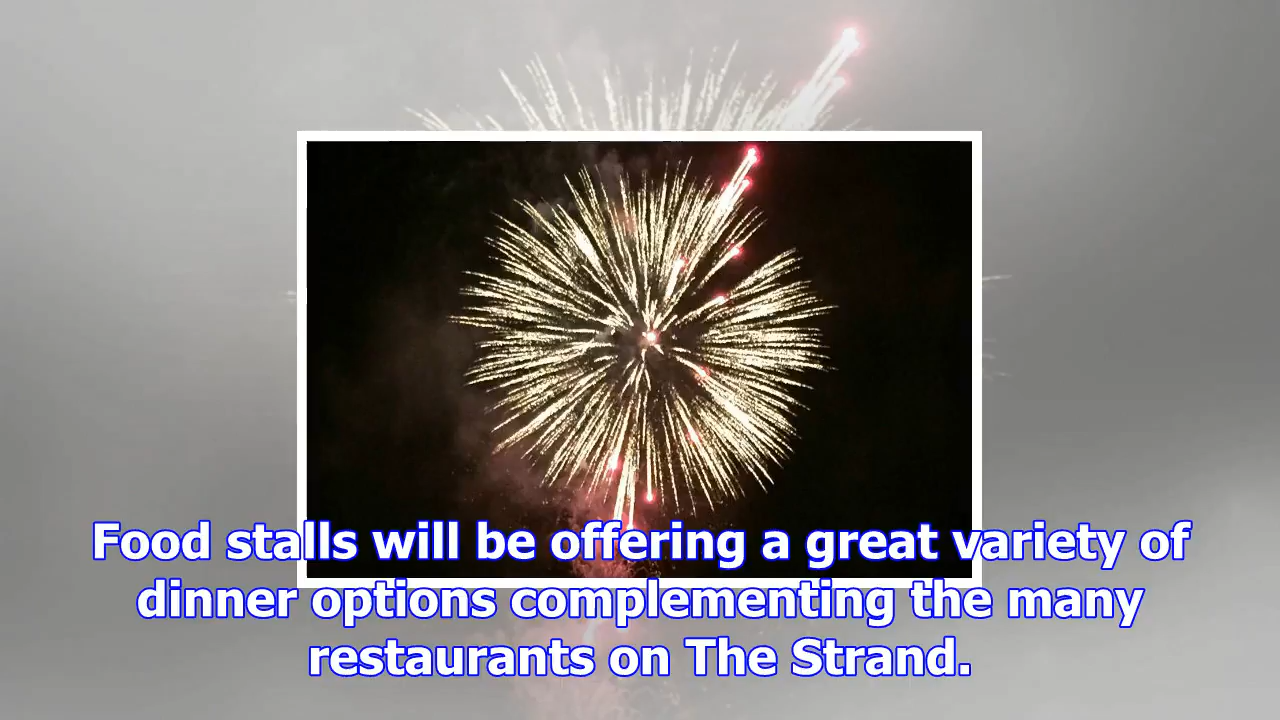 Food stalls will be offering a great variety of
dinner options complementing the many
restaurants on The Strand.